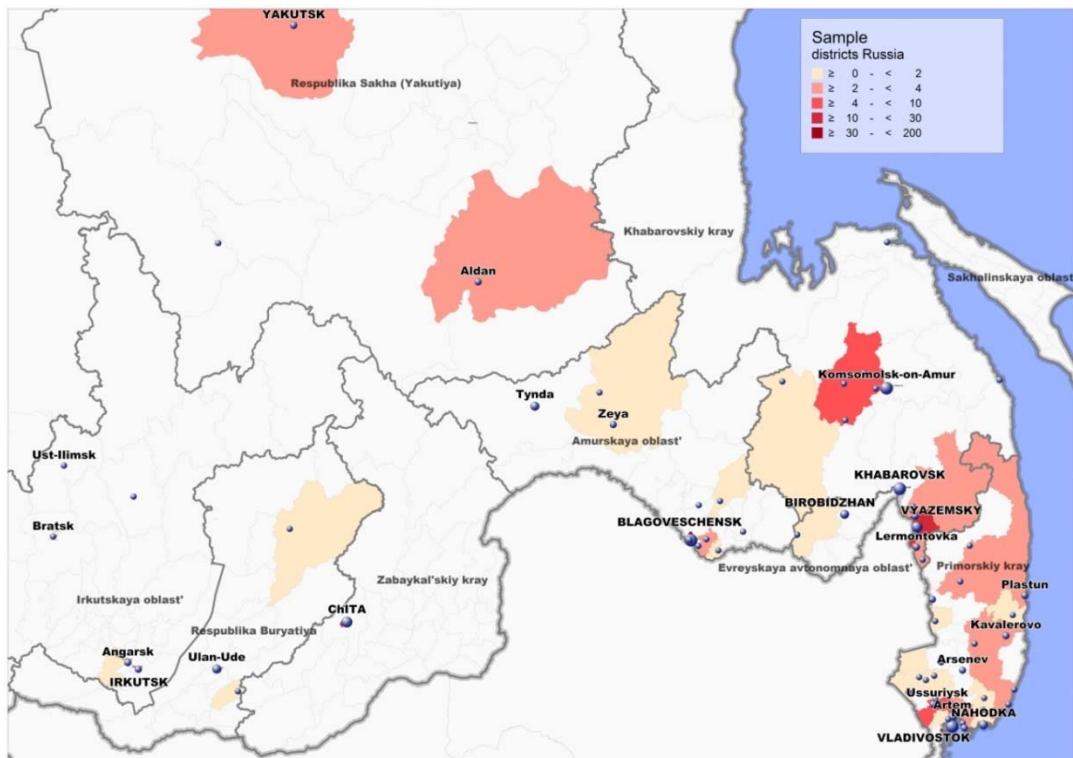 YAKUTSK
Respublika Sakha (Yakutiya)
Sample
districts Russia
≥ 0 - < 2
≥ 2 - < 4
≥ 4 - < 10
≥ 10 - < 30
≥ 30 - < 200
Khabarovskiy kray
Aldan
Sakhalinskaya oblast'
Komsomolsk-on-Amur
Tynda
Zeya
Amurskaya oblast'
Ust-Ilimsk
KHABAROVSK
BIROBIDZHAN
VYAZEMSKY
BLAGOVESCHENSK
Bratsk
Lermontovka
Evreyskaya avtonomnaya oblast'
Primorskiy kray
Zabaykal'skiy kray
Plastun
Irkutskaya oblast'
ChITA
Kavalerovo
Respublika Buryatiya
Angarsk
Ulan-Ude
Arsenev
IRKUTSK
Ussuriysk
Artem
NAHODKA
VLADIVOSTOK